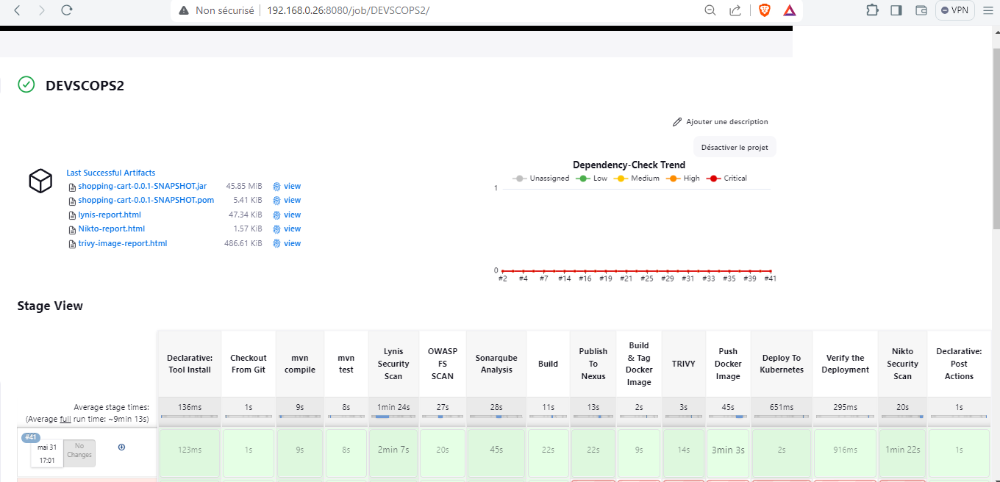 Non sécurisé
192.168.0.26:8080/job/DEVSCOPS2/
VPN
DEVSCOPS2
Ajouter une description
Désactiver le projet
Last Successful Artifacts
shopping-cart-0.0.1-SNAPSHOT.jar 45.85 MiB view
shopping-cart-0.0.1-SNAPSHOT.pom 5.41 KiB view
lynis-report.html 47.34 KiB view
Nikto-report.html 1.57 KiB view
trivy-image-report.html 486.61 KiB view
Dependency-Check Trend
Unassigned Low Medium High Critical
1
0
#2 #4 #7 #14 #16 #19 #21 #25 #29 #31 #33 #35 #39 #41
Stage View
Declarative:
Tool Install
Checkout
From Git
mvn
compile
mvn
test
Lynis
Security
Scan
OWASP
FS
SCAN
Sonarqube
Analysis
Build
Publish
To
Nexus
Build
& Tag
Docker
Image
TRIVY
Push
Docker
Image
Deploy To
Kubernetes
Verify the
Deployment
Nikto
Security
Scan
Declarative:
Post
Actions
Average stage times:
(Average full run time: ~9min 13s)
136ms 1s 9s 8s 1min 24s 27s 28s 11s 13s 2s 3s 45s 651ms 295ms 20s 1s
#41
mai 31
17:01
No
Changes
123ms 1s 9s 8s 2min 7s 20s 45s 22s 22s 9s 14s 3min 3s 2s 916ms 1min 22s 1s